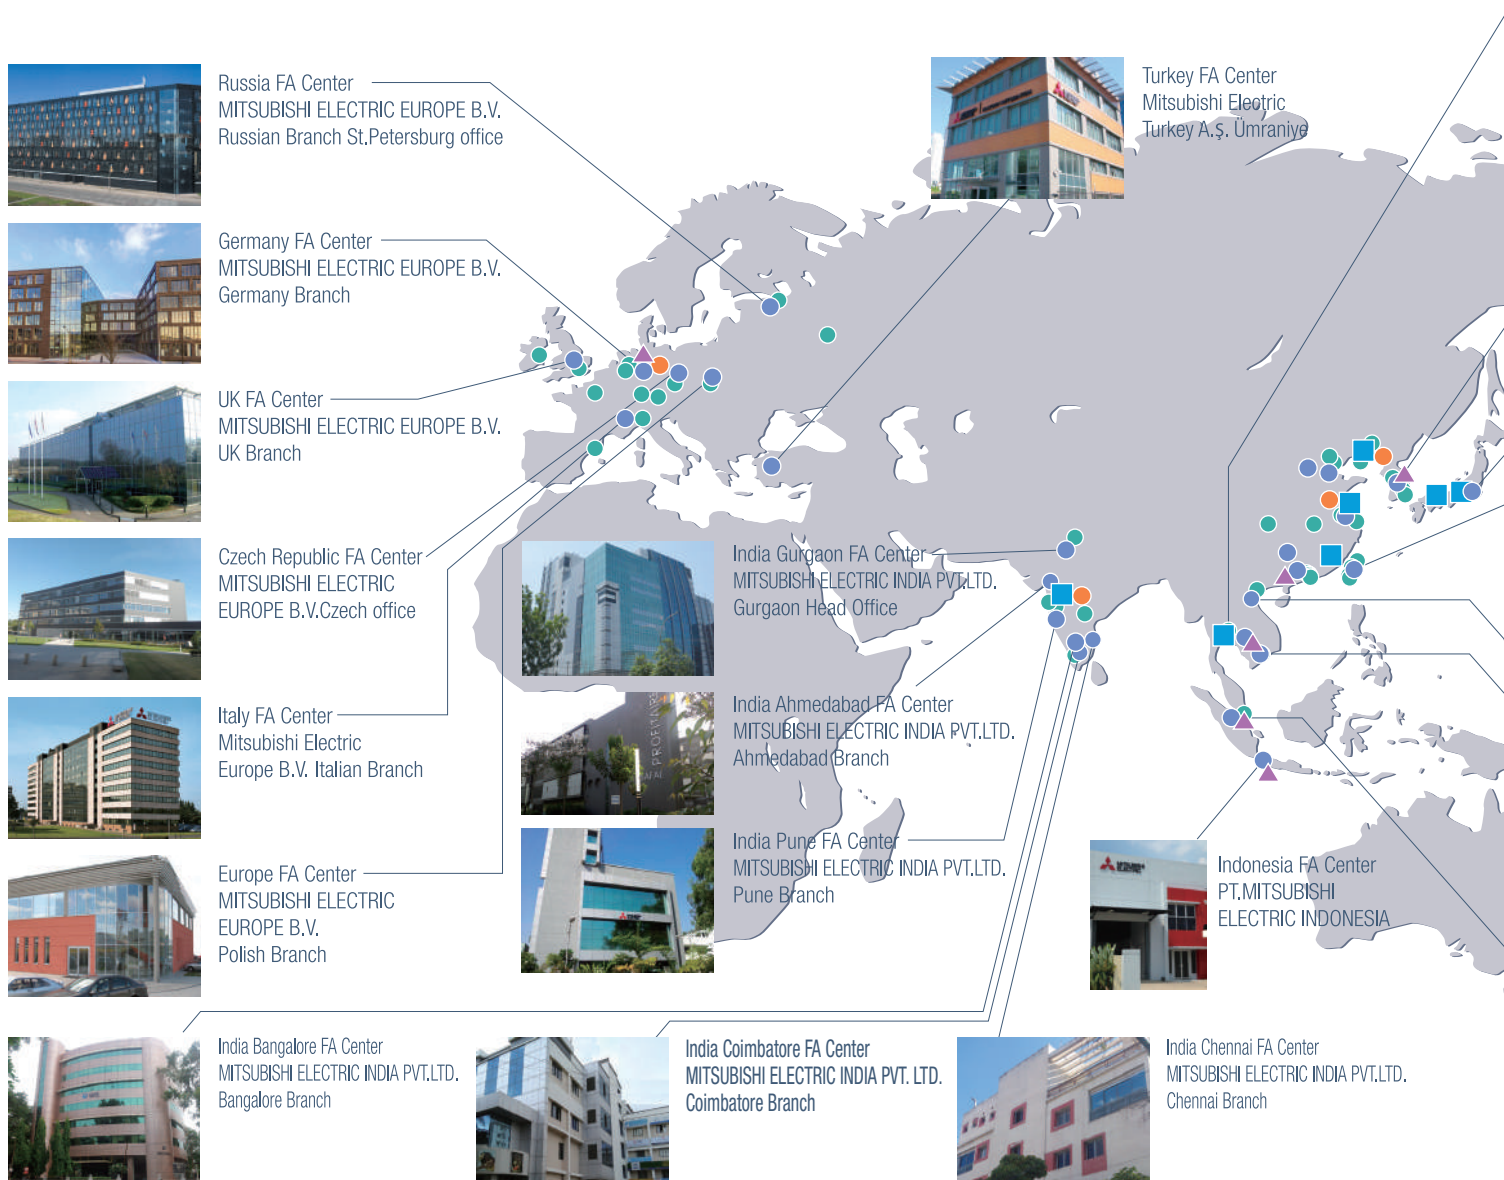 Russia FA Center
MITSUBISHI ELECTRIC EUROPE B.V.
Russian Branch St.Petersburg office
Germany FA Center
MITSUBISHI ELECTRIC EUROPE B.V.
Germany Branch
UK FA Center
MITSUBISHI ELECTRIC EUROPE B.V.
UK Branch
Czech Republic FA Center
MITSUBISHI ELECTRIC
EUROPE B.V.Czech office
Italy FA Center
Mitsubishi Electric
Europe B.V. Italian Branch
Europe FA Center
MITSUBISHI ELECTRIC
EUROPE B.V.
Polish Branch
Turkey FA Center
Mitsubishi Electric
Turkey A.Ş. Ümraniye
India Gurgaon FA Center
MITSUBISHI ELECTRIC INDIA PVT.LTD.
Gurgaon Head Office
PROFITAIRE
India Ahmedabad FA Center
MITSUBISHI ELECTRIC INDIA PVT.LTD.
Ahmedabad Branch
India Pune FA Center
MITSUBISHI ELECTRIC INDIA PVT.LTD.
Pune Branch
Indonesia FA Center
PT.MITSUBISHI
ELECTRIC INDONESIA
India Bangalore FA Center
MITSUBISHI ELECTRIC INDIA PVT.LTD.
Bangalore Branch
India Coimbatore FA Center
MITSUBISHI ELECTRIC INDIA PVT. LTD.
Coimbatore Branch
India Chennai FA Center
MITSUBISHI ELECTRIC INDIA PVT.LTD.
Chennai Branch